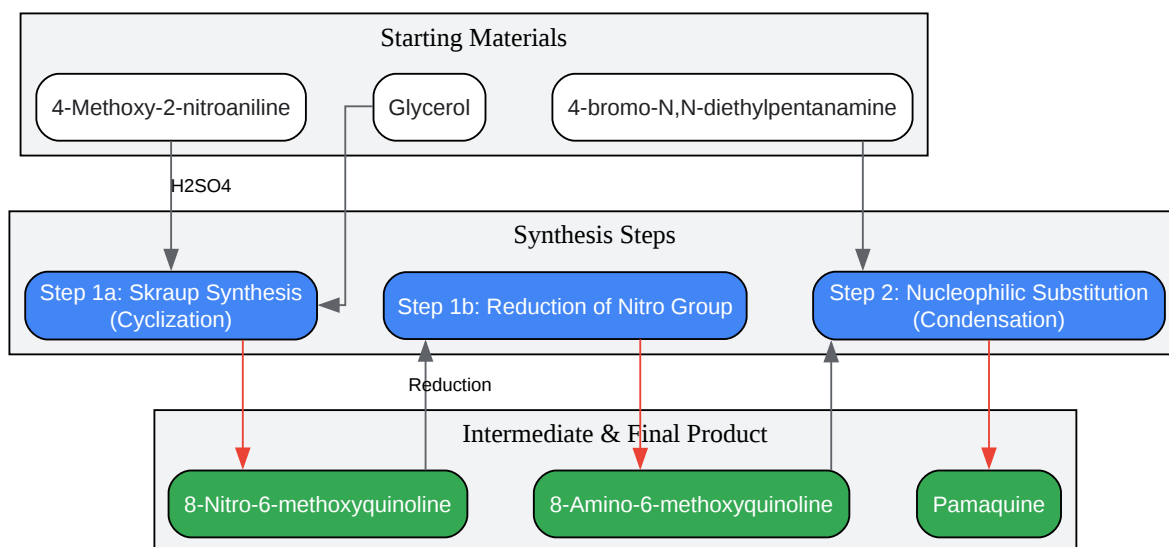 Starting Materials
4-Methoxy-2-nitroaniline
Glycerol
4-bromo-N,N-diethylpentanamine
H2SO4
Synthesis Steps
Step 1a: Skraup Synthesis
(Cyclization)
Step 1b: Reduction of Nitro Group
Step 2: Nucleophilic Substitution
(Condensation)
Reduction
Intermediate & Final Product
8-Nitro-6-methoxyquinoline
8-Amino-6-methoxyquinoline
Pamaquine